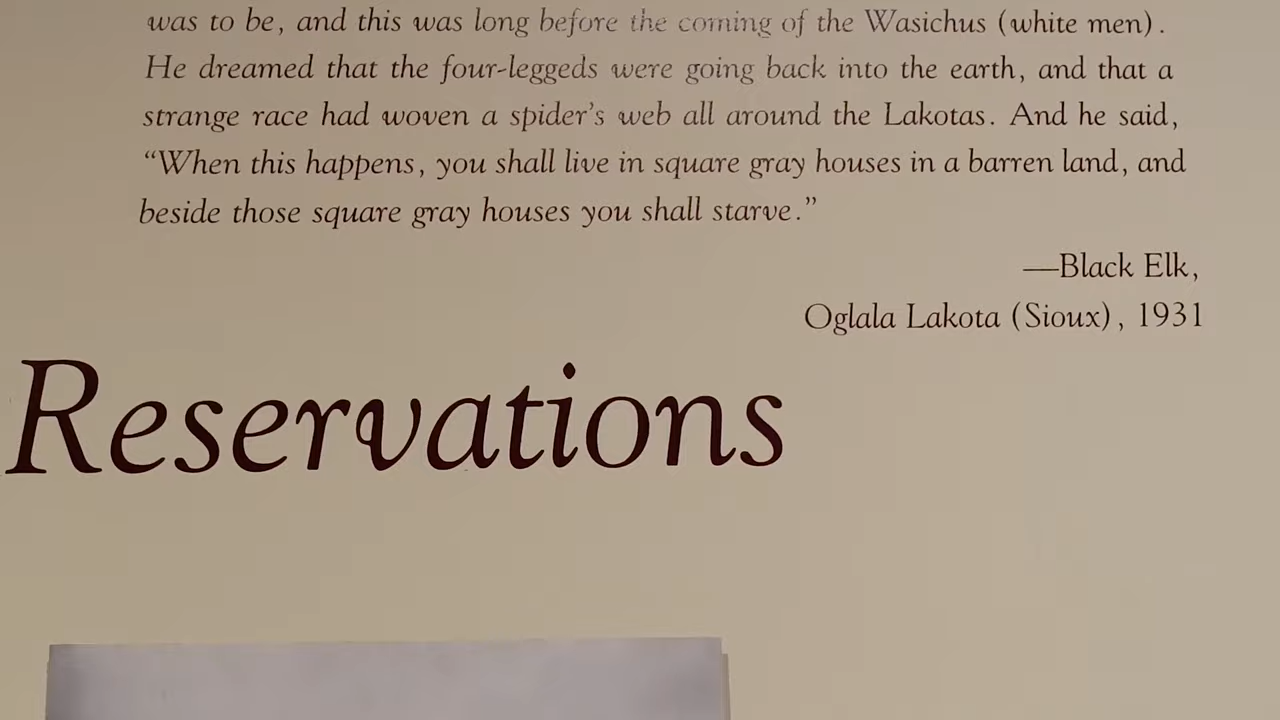 was to be, and this was long before the coming of the Wasichus (white men).
He dreamed that the four-leggeds were going back into the earth, and that a
strange race had woven a spider's web all around the Lakotas. And he said,
“When this happens, you shall live in square gray houses in a barren land, and
beside those square gray houses you shall starve.”
—Black Elk,
Oglala Lakota (Sioux), 1931
Reservations